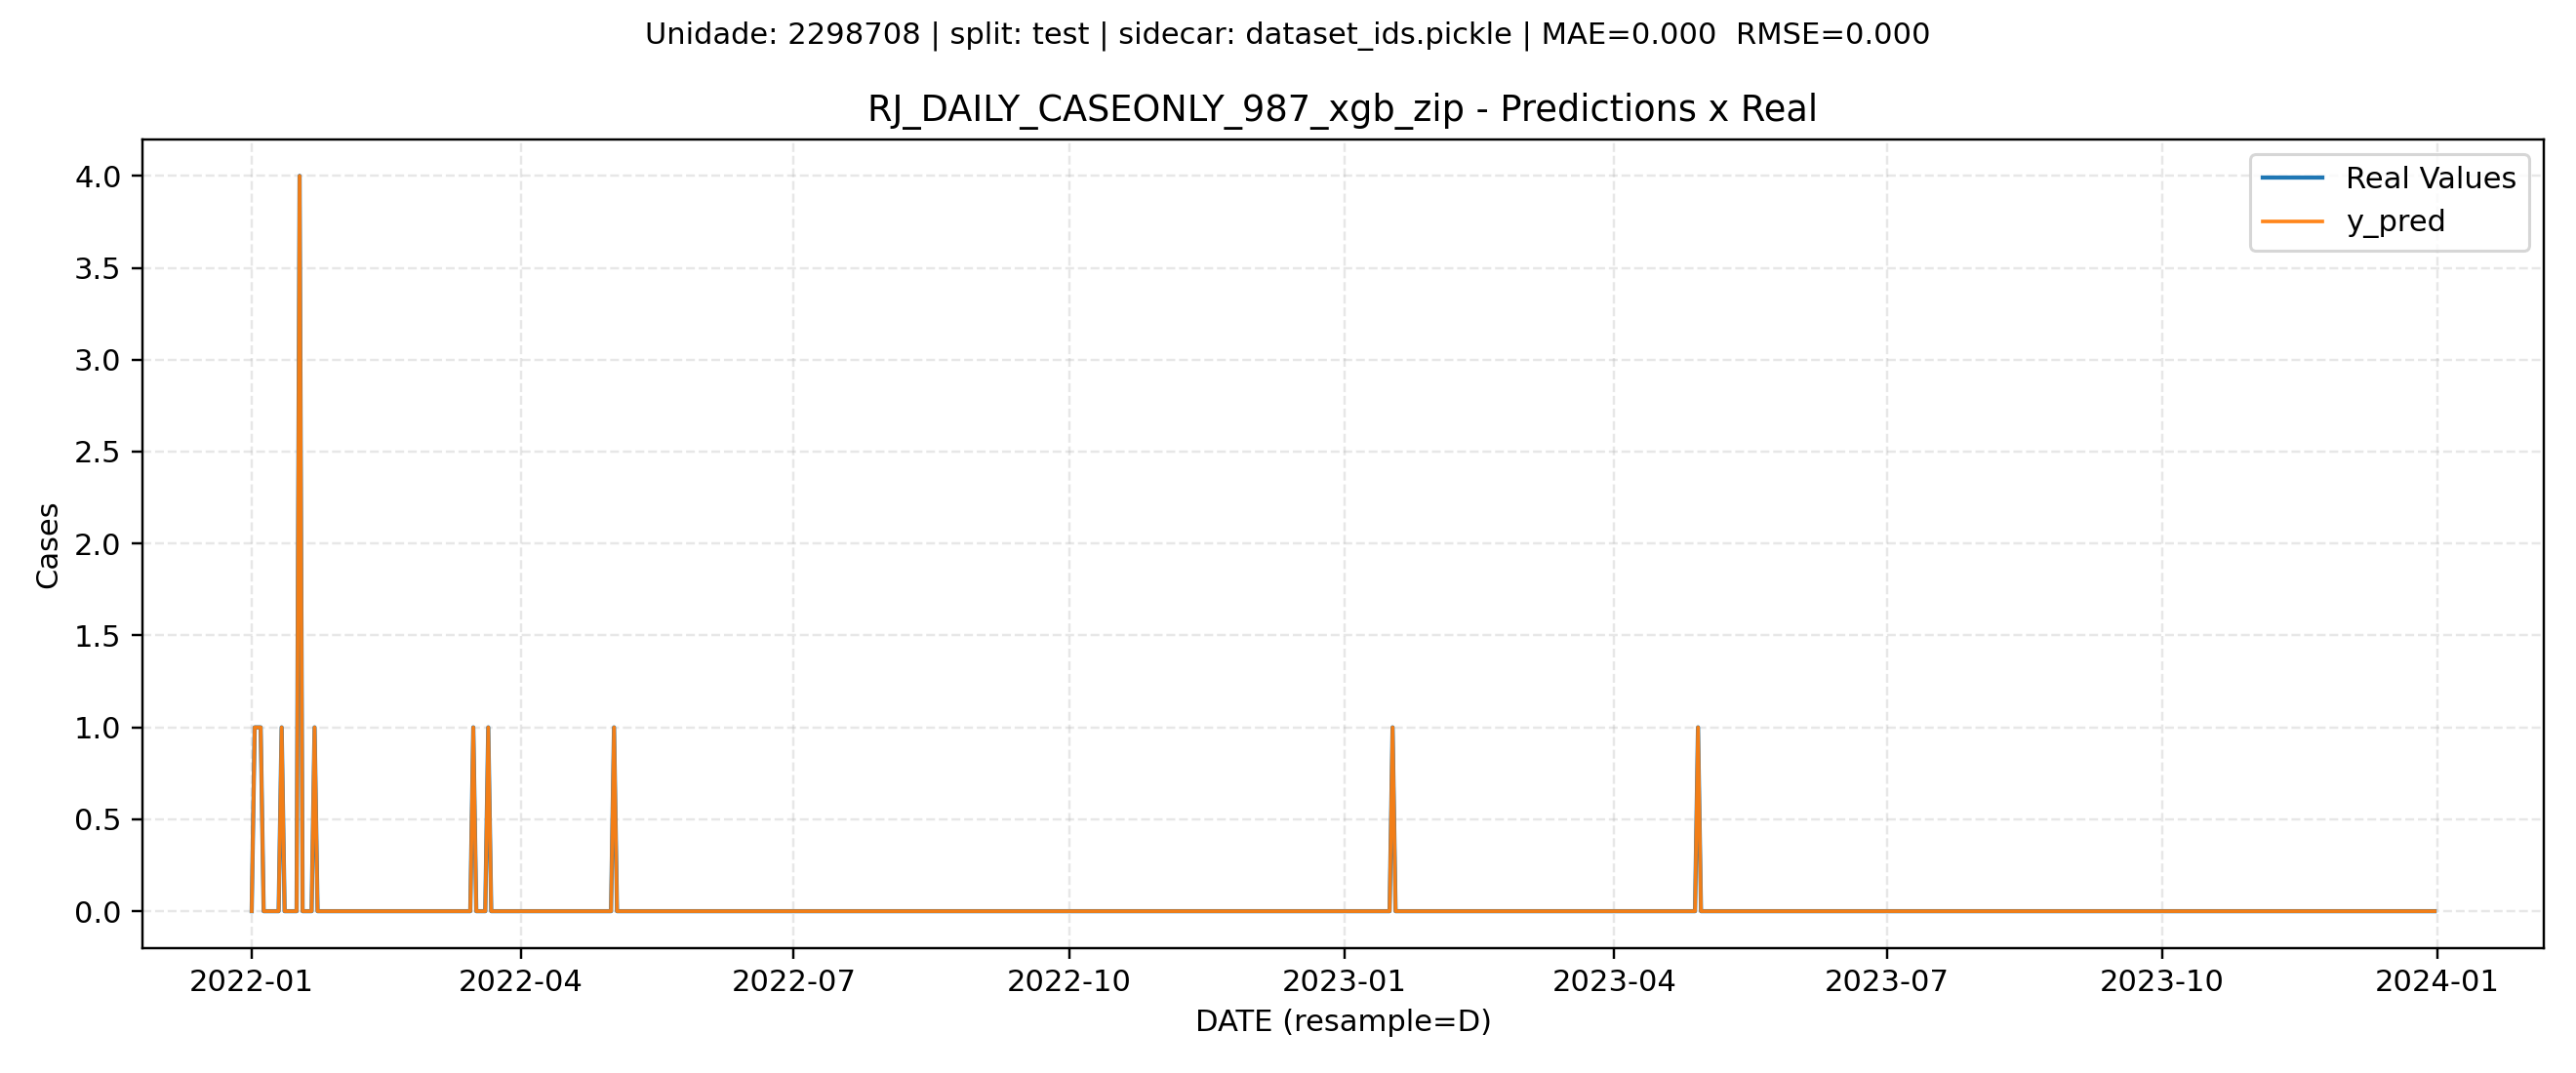 Unidade: 2298708 | split: test | sidecar: dataset_ids.pickle | MAE=0.000  RMSE=0.000
RJ_DAILY_CASEONLY_987_xgb_zip - Predictions x Real
Real Values
y_pred
Cases
4.0
3.5
3.0
2.5
2.0
1.5
1.0
0.5
0.0
2022-01 2022-04 2022-07 2022-10 2023-01 2023-04 2023-07 2023-10 2024-01
DATE (resample=D)